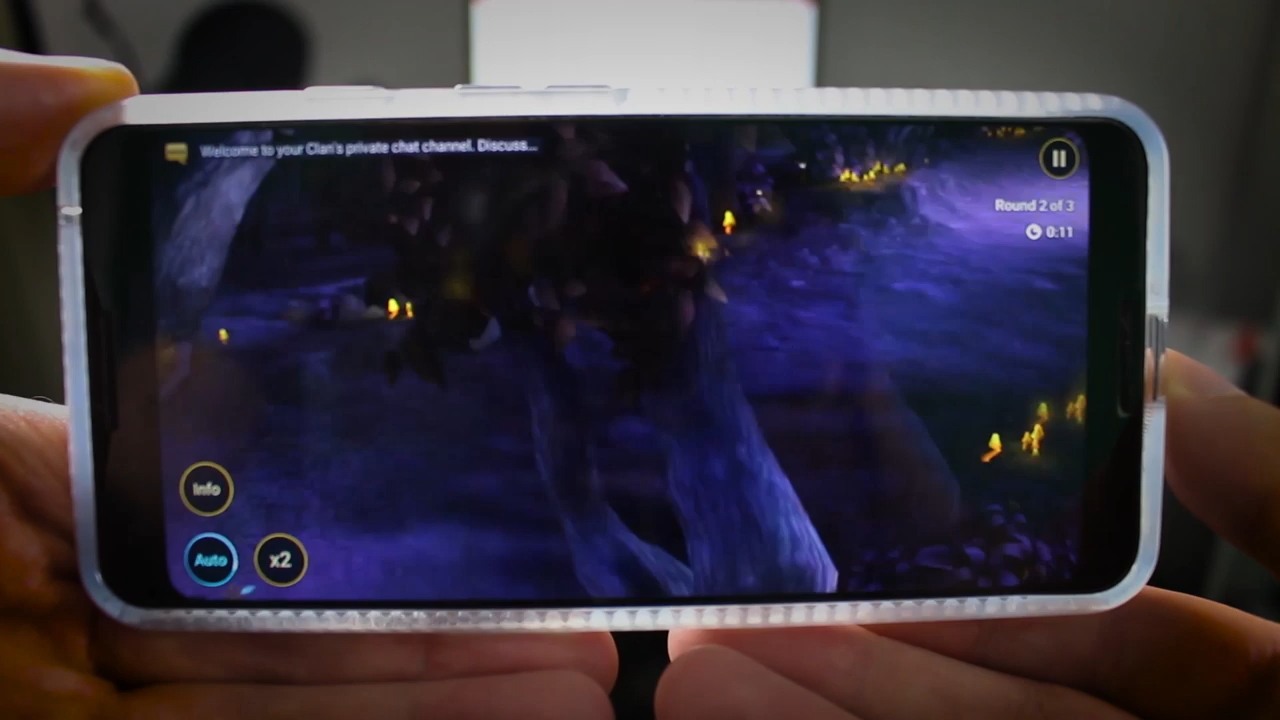 Welcome to your Clan's private chat channel. Discuss...
Round 2 of 3
0:11
Info
Auto
x2